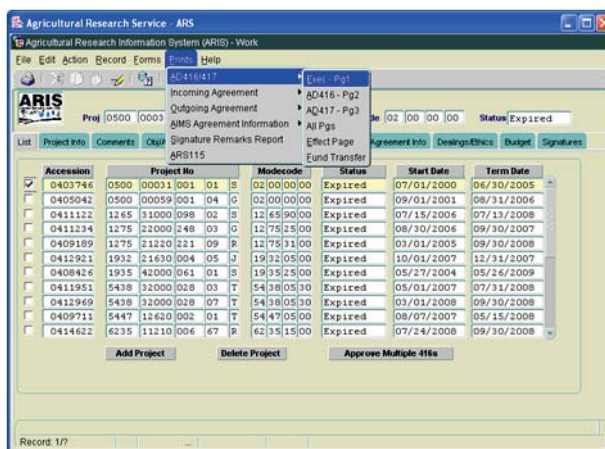 Agricultural Research Service - ARS
Agricultural Research Information System (ARIS) - Work
File Edit Action Record Forms Prints Help
AD416/417
Incoming Agreement
Outgoing Agreement
AIMS Agreement Information
Signature Remarks Report
ARS115
Exec - Pg1
AD416 - Pg2
AD417 - Pg3
All Pgs
Effect Page
Fund Transfer
ARIS
Proj 0500 0003 de 02 00 00 00 Status Expired
List Project Info Comments Obj/A Agreement Info Dealings/Ethics Budget Signatures
Accession Project No Modecode Status Start Date Term Date
0403746 0500 00031 001 01 S 02 00 00 00 Expired 07/01/2000 06/30/2005
0405042 0500 00059 001 04 G 02 00 00 00 Expired 09/01/2001 08/31/2006
0411122 1265 31000 098 02 S 12 65 90 00 Expired 07/15/2006 07/13/2008
0411234 1275 22000 248 03 G 12 75 25 00 Expired 08/30/2006 09/30/2007
0409189 1275 21220 221 09 R 12 75 31 00 Expired 03/01/2005 09/30/2008
0412921 1932 21630 004 05 J 19 32 05 00 Expired 10/01/2007 12/31/2007
0408426 1935 42000 061 01 S 19 35 25 00 Expired 05/27/2004 05/26/2009
0411951 5438 32000 028 03 T 54 38 05 30 Expired 05/01/2007 07/31/2008
0412969 5438 32000 028 07 T 54 38 05 30 Expired 03/01/2008 09/30/2008
0409711 5447 12620 002 01 T 54 47 05 00 Expired 08/07/2007 05/15/2008
0414622 6235 11210 006 67 R 62 35 15 00 Expired 07/24/2008 09/30/2008
Add Project Delete Project Approve Multiple 416s
Record: 1/? ...